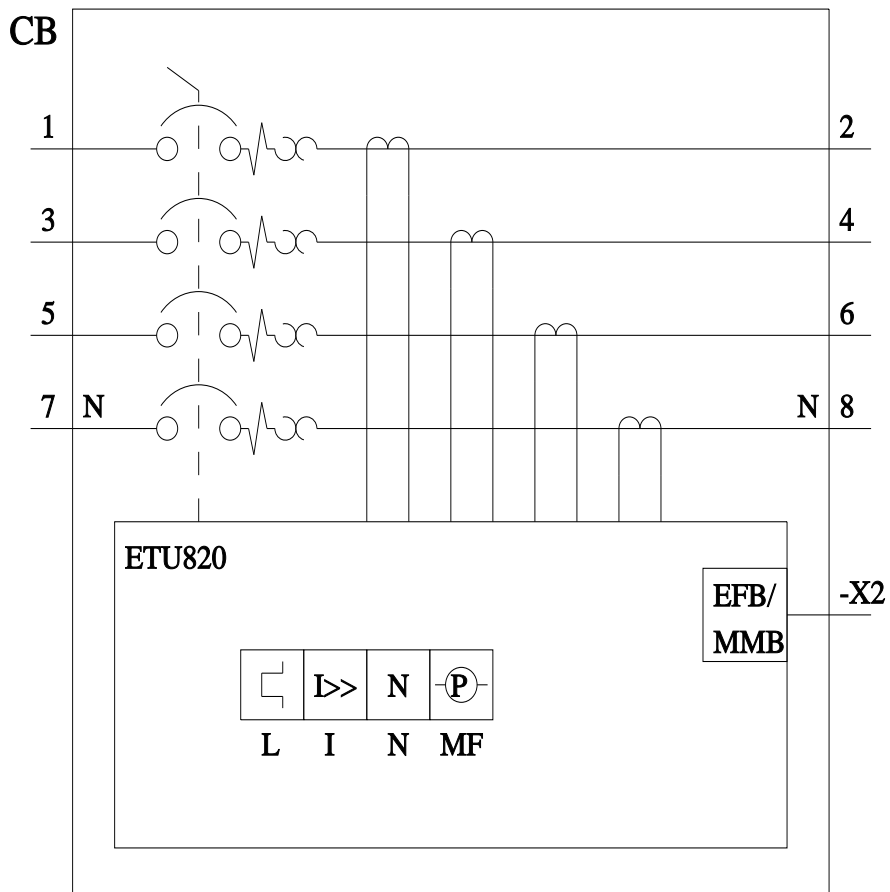 CB
1 2
3 4
5 6
7 N N 8
ETU820
EFB/ -X2
MMB
I>> N P
L I N MF